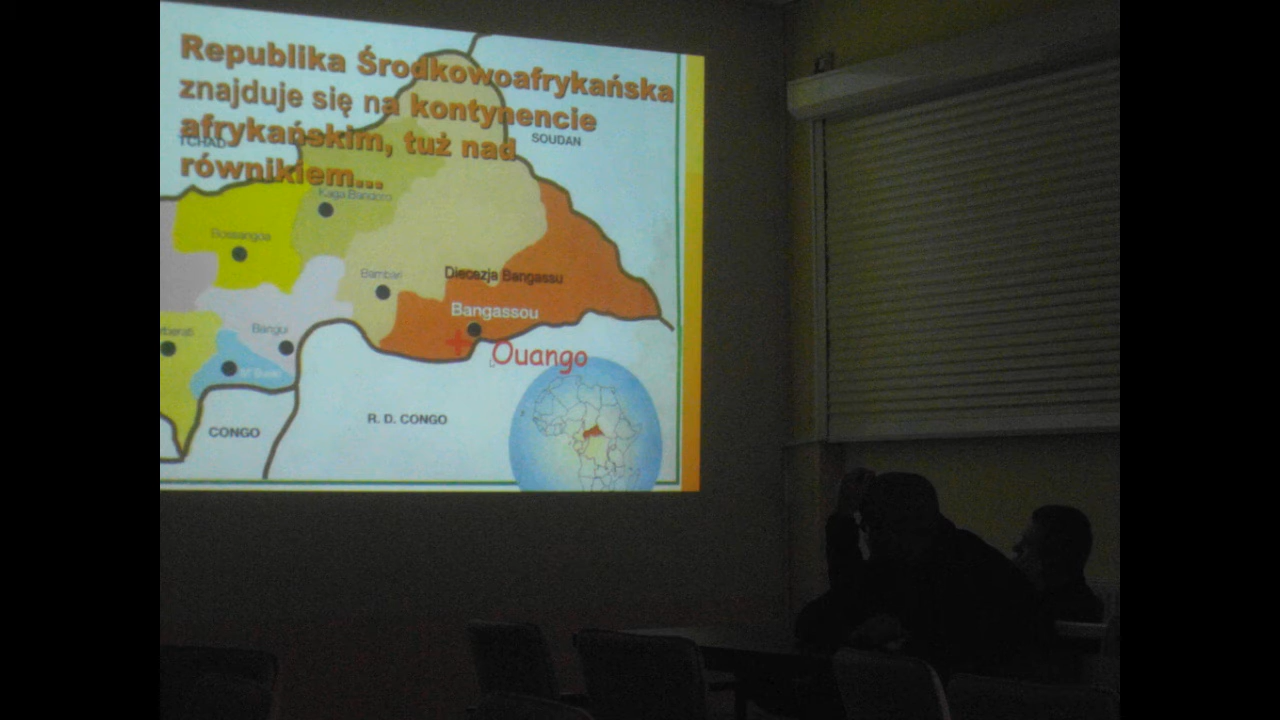 Republika Środkowoafrykańska
znajduje się na kontynencie
afrykańskim, tuż nad
równikiem...
TCHAD
SOUDAN
Kaga Bandoro
Bossangoa
Bambari
Diecezja Bangassu
Bangassou
Ouango
Bangui
berati
R. D. CONGO
CONGO